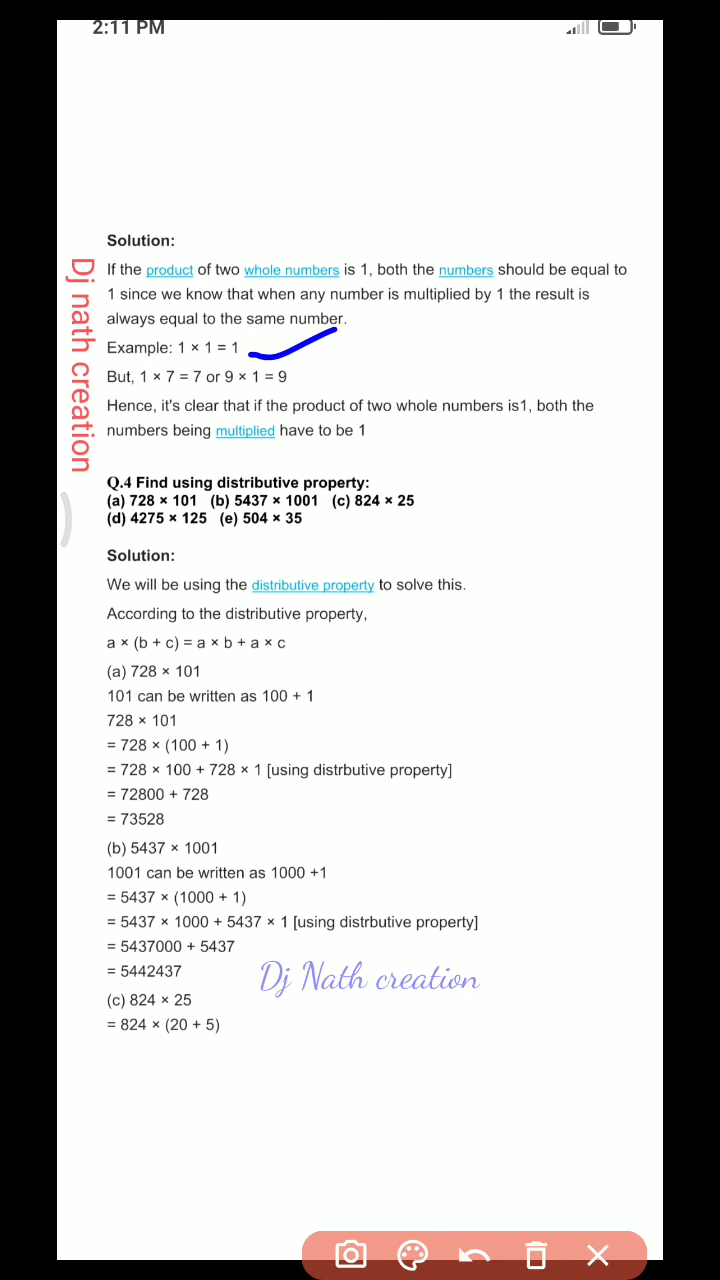 2:11 PM
Solution:
If the product of two whole numbers is 1, both the numbers should be equal to
1 since we know that when any number is multiplied by 1 the result is
always equal to the same number.
Example: 1 × 1 = 1
But, 1 × 7 = 7 or 9 × 1 = 9
Hence, it's clear that if the product of two whole numbers is1, both the
numbers being multiplied have to be 1
Dj nath creation
Q.4 Find using distributive property:
(a) 728 × 101 (b) 5437 × 1001 (c) 824 × 25
(d) 4275 × 125 (e) 504 × 35
Solution:
We will be using the distributive property to solve this.
According to the distributive property,
a × (b + c) = a × b + a × c
(a) 728 × 101
101 can be written as 100 + 1
728 × 101
= 728 × (100 + 1)
= 728 × 100 + 728 × 1 [using distrbutive property]
= 72800 + 728
= 73528
(b) 5437 × 1001
1001 can be written as 1000 +1
= 5437 × (1000 + 1)
= 5437 × 1000 + 5437 × 1 [using distrbutive property]
= 5437000 + 5437
= 5442437
Dj Nath creation
(c) 824 × 25
= 824 × (20 + 5)